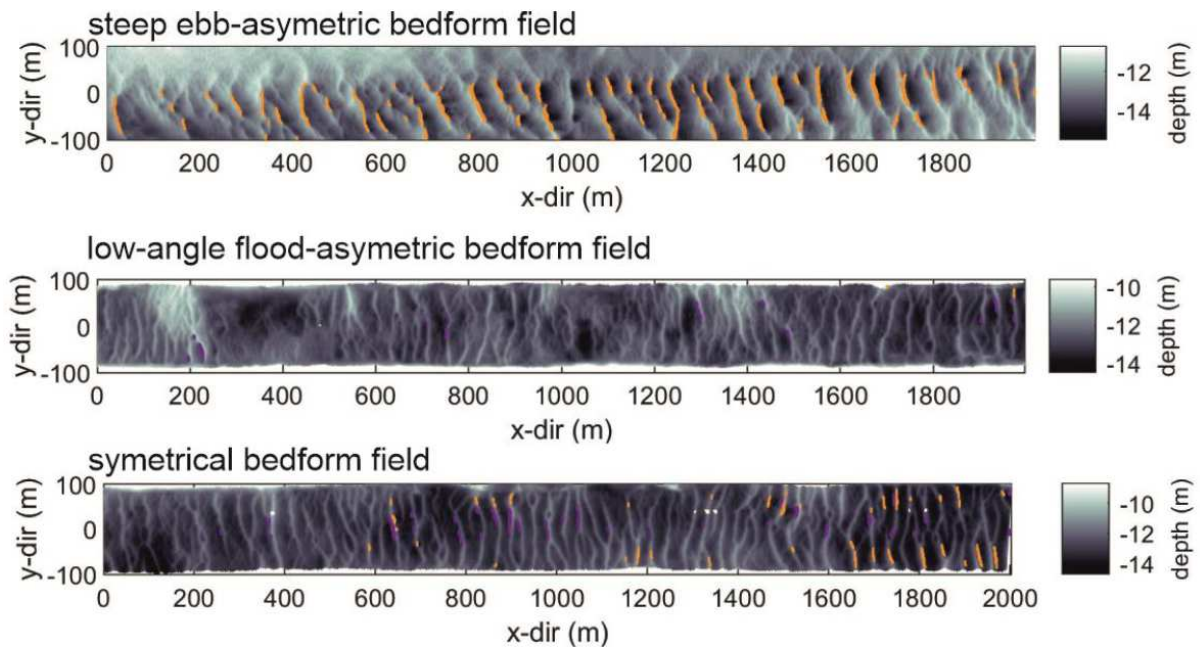 steep ebb-asymetric bedform field
y-dir (m)
100
0
-100
0 200 400 600 800 1000 1200 1400 1600 1800
x-dir (m)
-12
-14
depth (m)
low-angle flood-asymetric bedform field
y-dir (m)
100
0
-100
0 200 400 600 800 1000 1200 1400 1600 1800
x-dir (m)
-10
-12
-14
depth (m)
symetrical bedform field
y-dir (m)
100
0
-100
0 200 400 600 800 1000 1200 1400 1600 1800 2000
x-dir (m)
-10
-12
-14
depth (m)